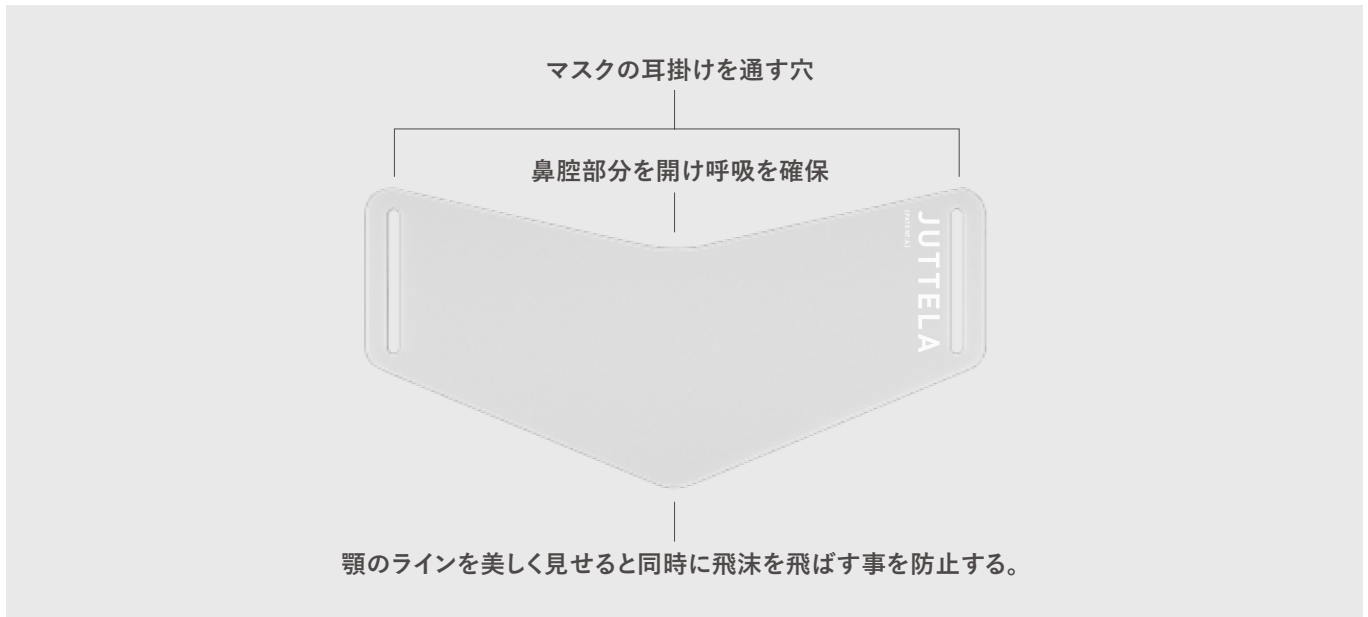 マスクの耳掛けを通す穴
鼻腔部分を開け呼吸を確保
JUTTELA
顎のラインを美しく見せると同時に飛沫を飛ばす事を防止する。